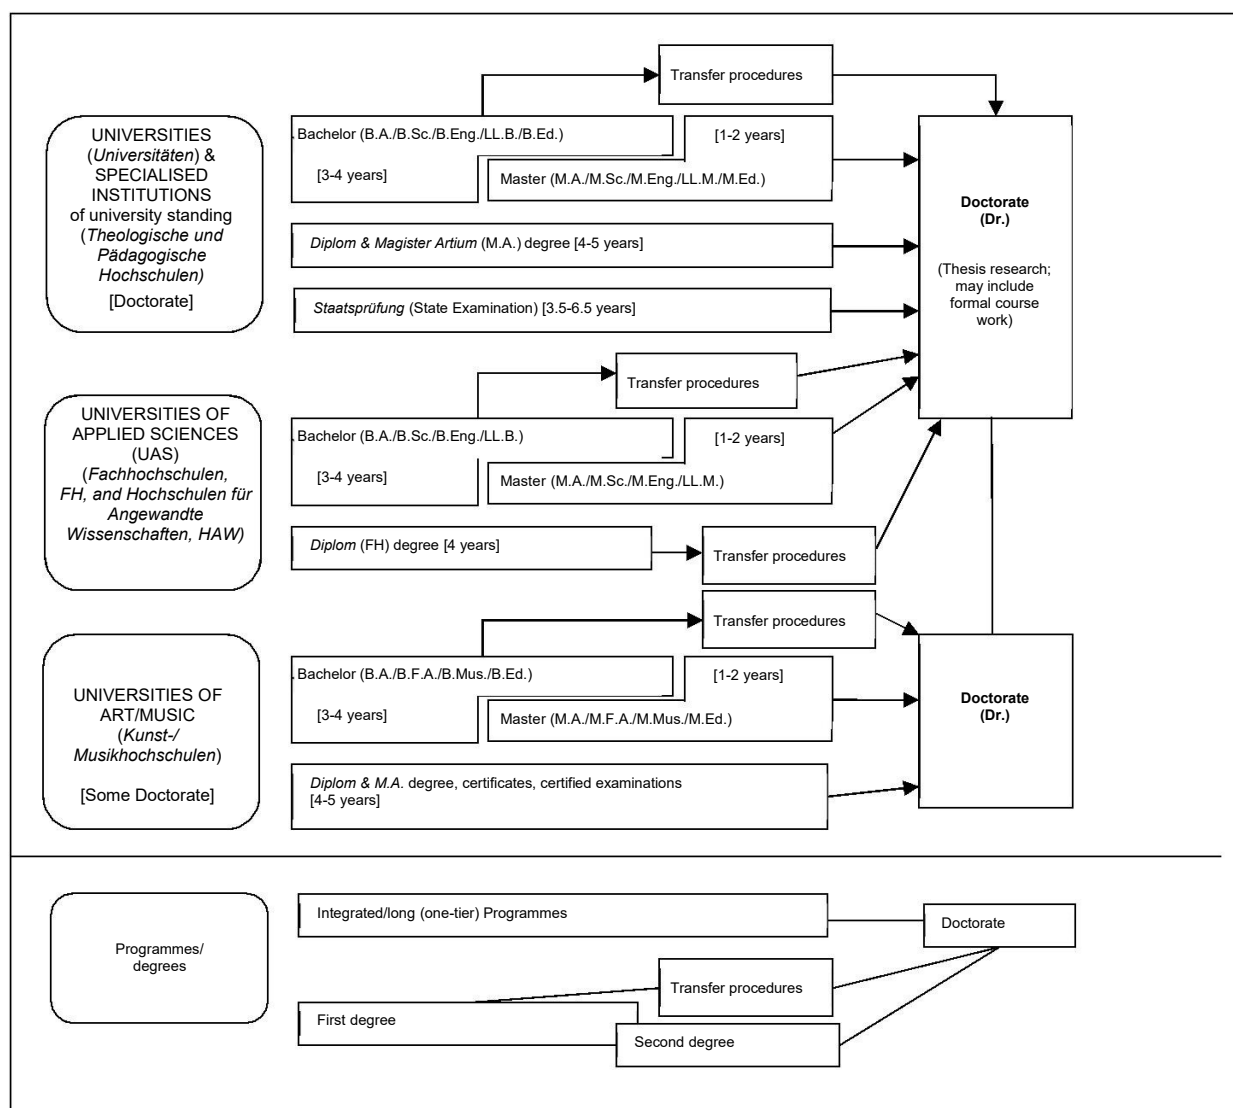 Transfer procedures
UNIVERSITIES
(Universitäten) &
SPECIALISED
INSTITUTIONS
of university standing
(Theologische und
Pädagogische
Hochschulen)
[Doctorate]
Bachelor (B.A./B.Sc./B.Eng./LL.B./B.Ed.)
[1-2 years]
[3-4 years]
Master (M.A./M.Sc./M.Eng./LL.M./M.Ed.)
Diplom & Magister Artium (M.A.) degree [4-5 years]
Staatsprüfung (State Examination) [3.5-6.5 years]
Doctorate
(Dr.)
(Thesis research;
may include
formal course
work)
Transfer procedures
UNIVERSITIES OF
APPLIED SCIENCES
(UAS)
(Fachhochschulen,
FH, and Hochschulen für
Angewandte
Wissenschaften, HAW)
Bachelor (B.A./B.Sc./B.Eng./LL.B.)
[1-2 years]
[3-4 years]
Master (M.A./M.Sc./M.Eng./LL.M.)
Diplom (FH) degree [4 years]
Transfer procedures
Transfer procedures
UNIVERSITIES OF
ART/MUSIC
(Kunst-/
Musikhochschulen)
[Some Doctorate]
Bachelor (B.A./B.F.A./B.Mus./B.Ed.)
[1-2 years]
[3-4 years]
Master (M.A./M.F.A./M.Mus./M.Ed.)
Diplom & M.A. degree, certificates, certified examinations
[4-5 years]
Doctorate
(Dr.)
Programmes/
degrees
Integrated/long (one-tier) Programmes
Doctorate
Transfer procedures
First degree
Second degree